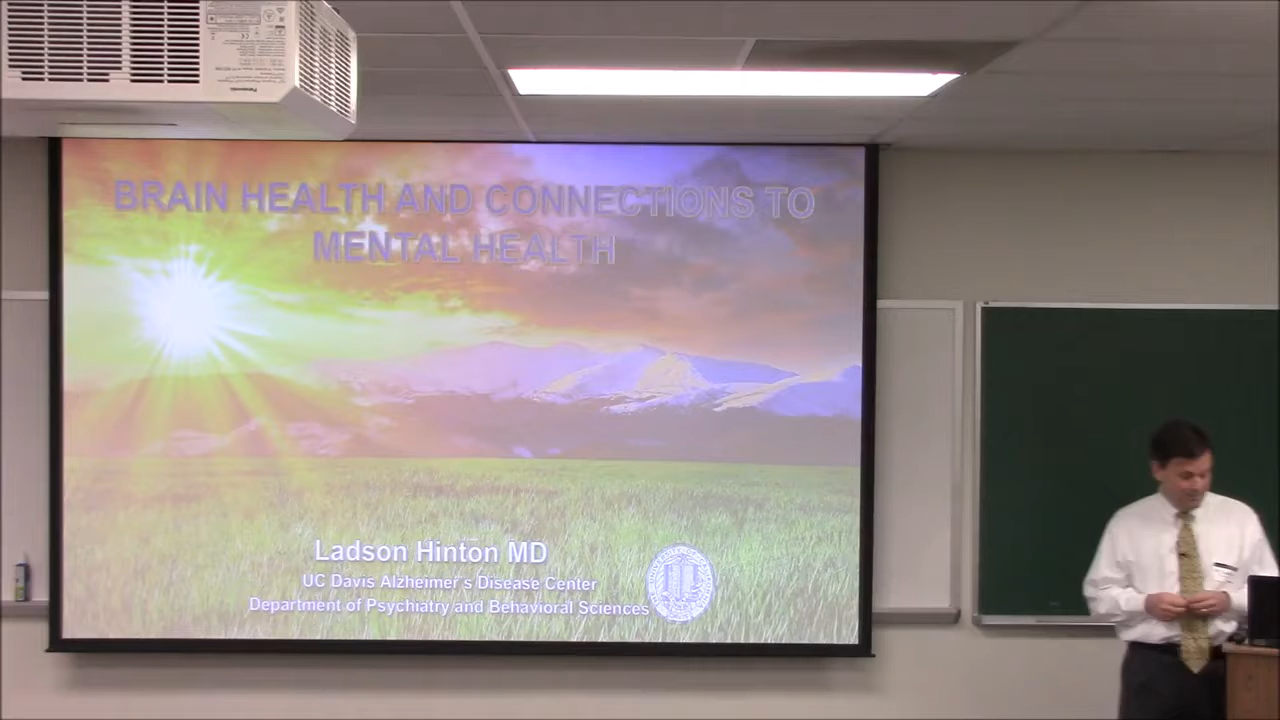 Panasonic
BRAIN HEALTH AND CONNECTIONS TO
MENTAL HEALTH
Ladson Hinton MD
UC Davis Alzheimer's Disease Center
Department of Psychiatry and Behavioral Sciences